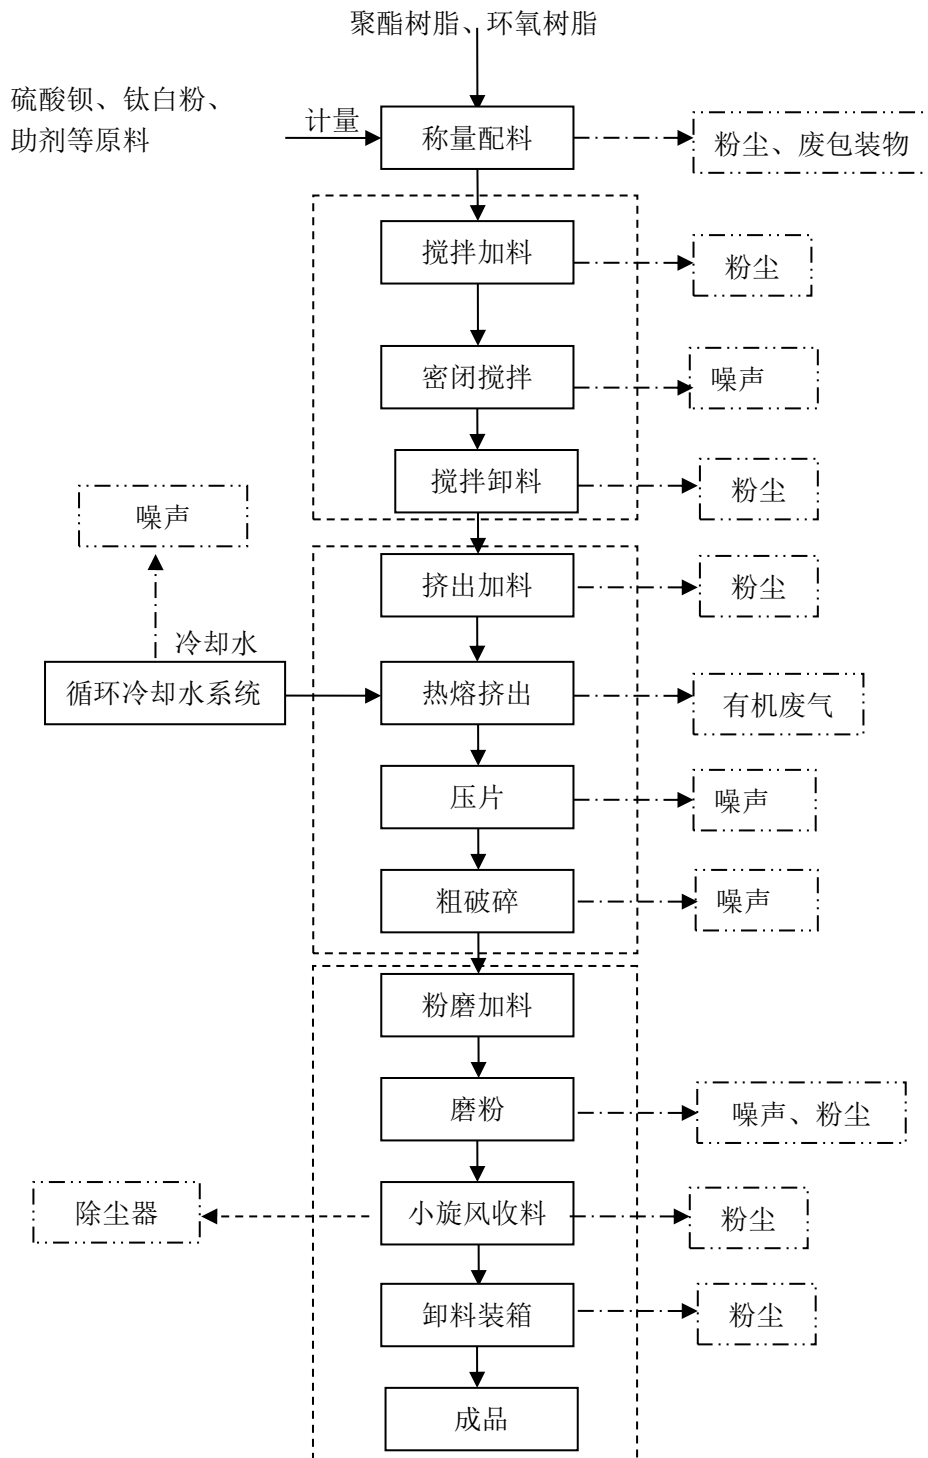 聚酯树脂、环氧树脂
硫酸钡、钛白粉、
助剂等原料
计量
称量配料
粉尘、废包装物
搅拌加料
粉尘
密闭搅拌
噪声
搅拌卸料
粉尘
噪声
挤出加料
粉尘
冷却水
循环冷却水系统
热熔挤出
有机废气
压片
噪声
粗破碎
噪声
粉磨加料
磨粉
噪声、粉尘
除尘器
小旋风收料
粉尘
卸料装箱
粉尘
成品